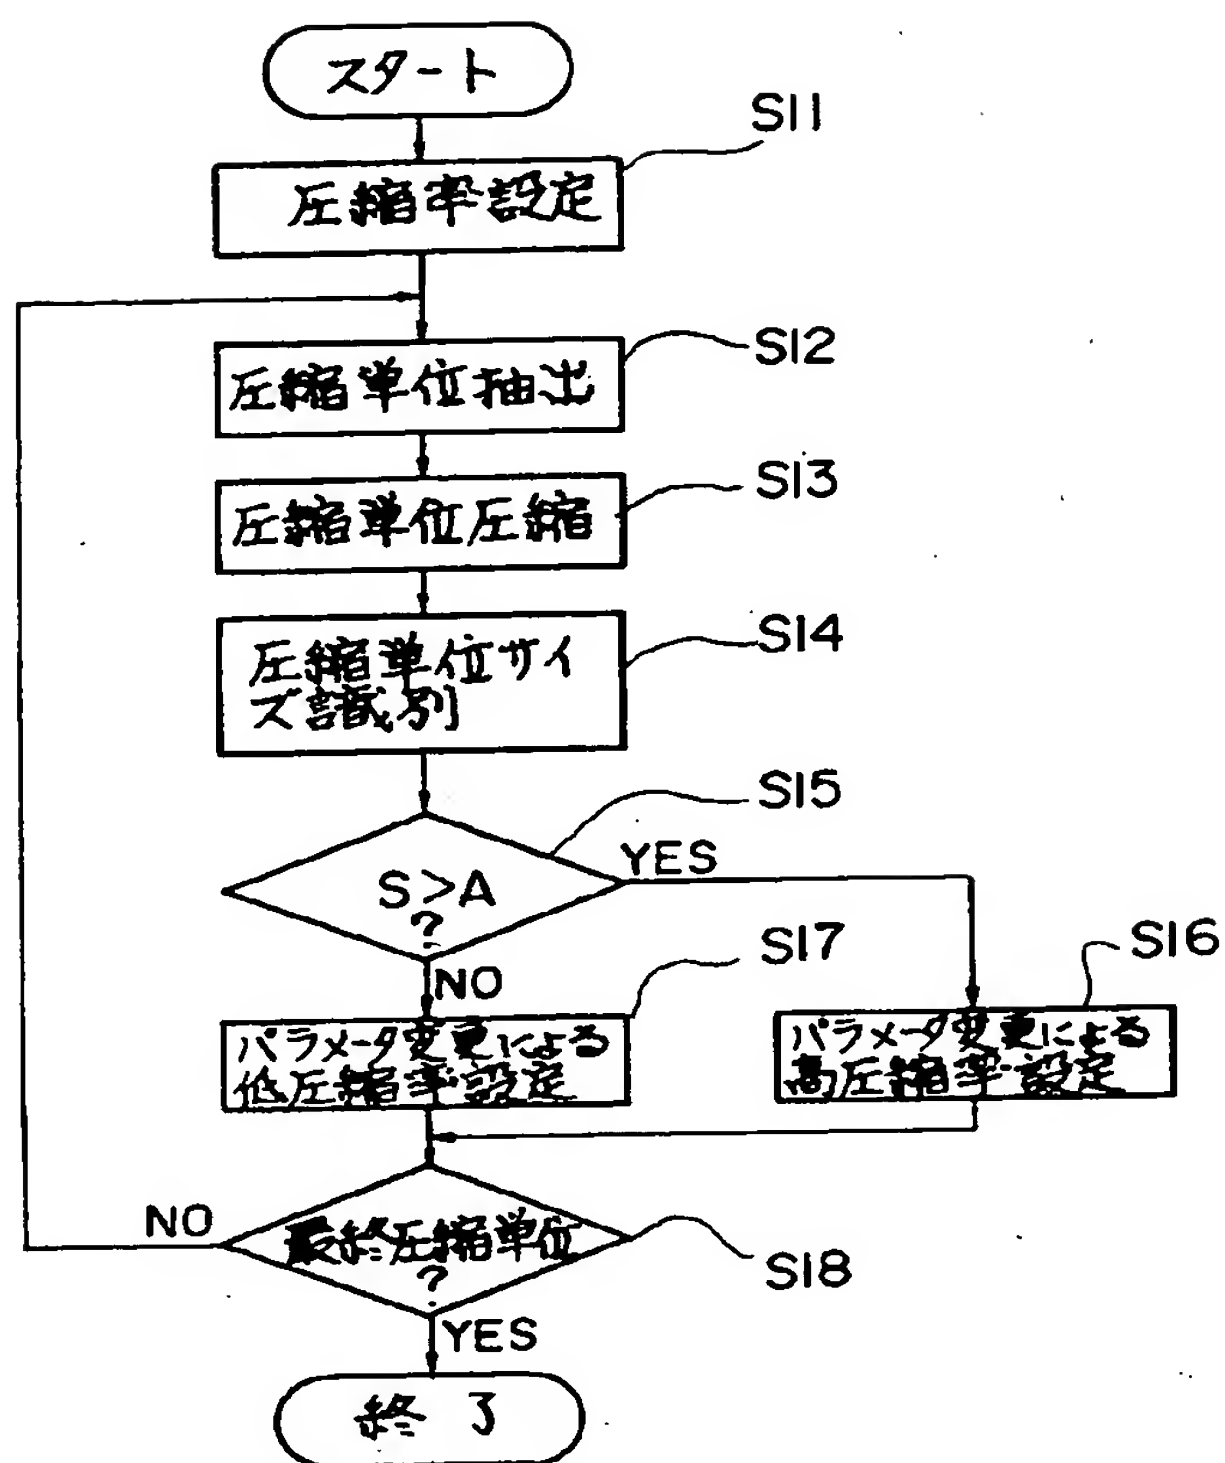 スタート
S11
圧縮率設定
S12
圧縮単位抽出
S13
圧縮単位圧縮
S14
圧縮単位サイ
ズ識別
S15
S>A
?
YES
NO
S17
パラメータ変更による
低圧縮率設定
S16
パラメータ変更による
高圧縮率設定
NO
最終圧縮単位
?
S18
YES
終了